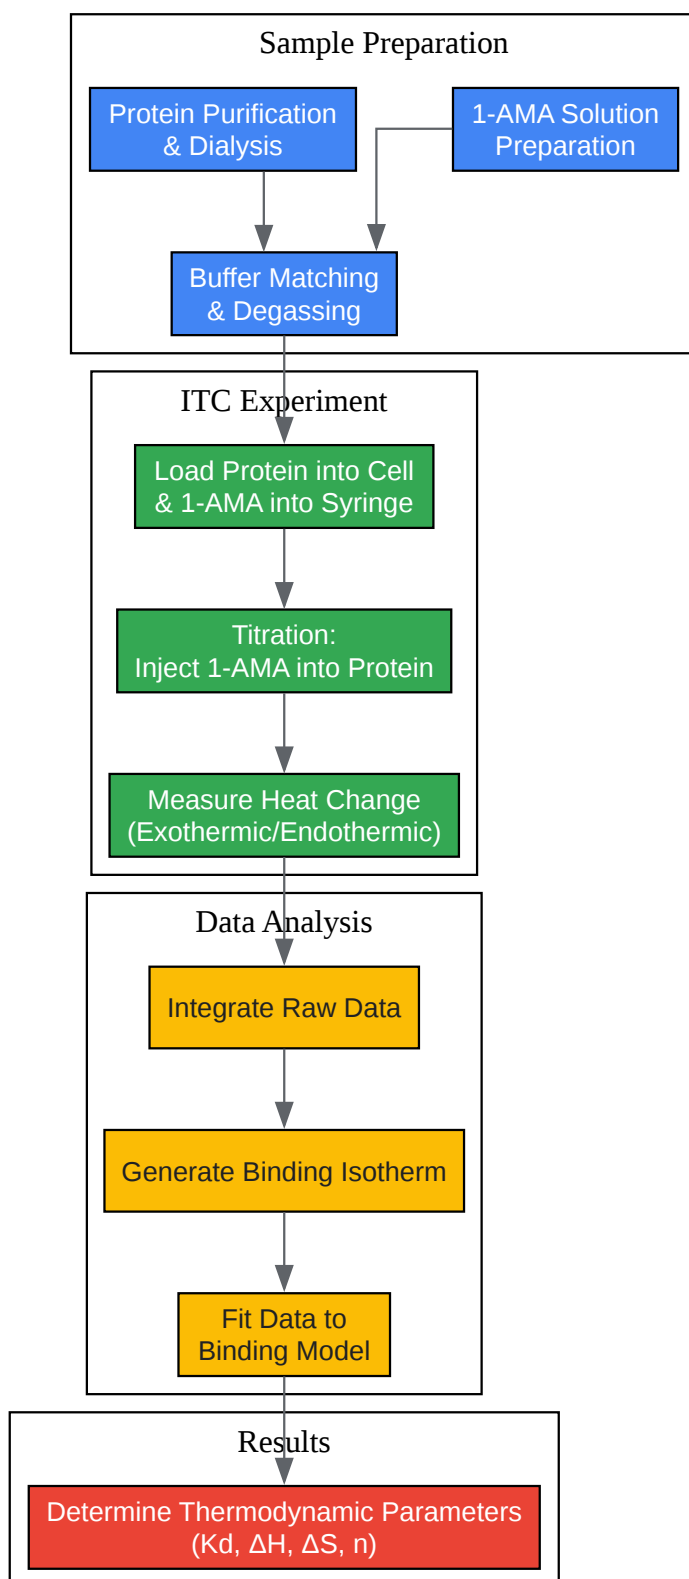 Sample Preparation
Protein Purification
& Dialysis
1-AMA Solution
Preparation
Buffer Matching
& Degassing
ITC Experiment
Load Protein into Cell
& 1-AMA into Syringe
Titration:
Inject 1-AMA into Protein
Measure Heat Change
(Exothermic/Endothermic)
Data Analysis
Integrate Raw Data
Generate Binding Isotherm
Fit Data to
Binding Model
Results
Determine Thermodynamic Parameters
(Kd, ΔH, ΔS, n)